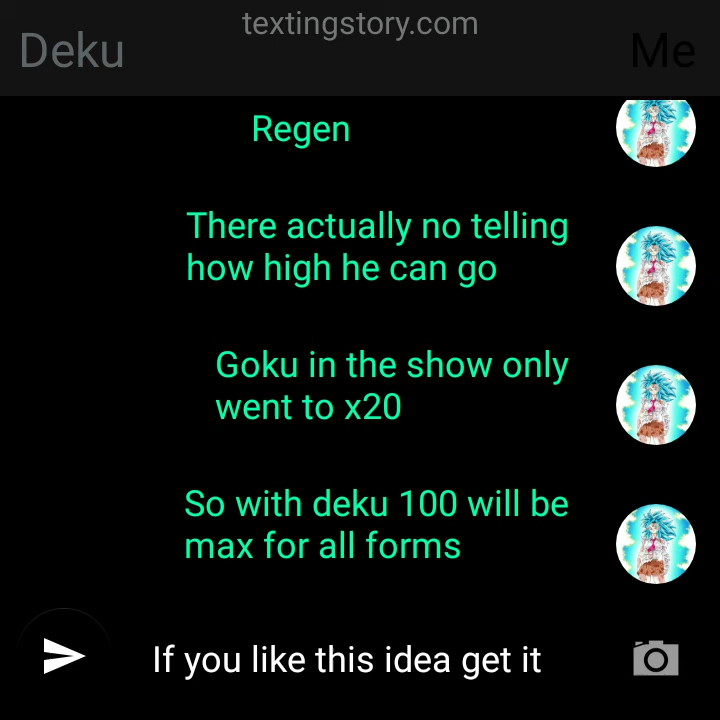 textingstory.com
Deku
Me
Regen
There actually no telling
how high he can go
Goku in the show only
went to x20
So with deku 100 will be
max for all forms
If you like this idea get it